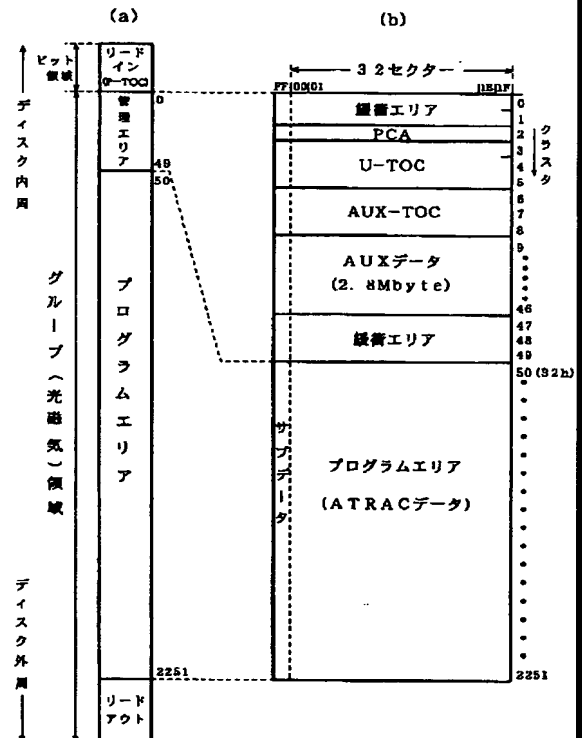 (a)
(b)
ピット
領域
リード
イン
(P-TOC)
管理エリア
0
49
50
ディスク内周
グループ(光磁気)領域
プログラムエリア
ディスク外周
2251
リード
アウト
32セクター
FF 00 01
1E 1F
緩衝エリア
PCA
U-TOC
AUX-TOC
AUXデータ
(2. 8Mbyte)
緩衝エリア
サブデータ
プログラムエリア
(ATRACデータ)
0
1
2
3
4
5
6
7
8
9
46
47
48
49
50 (32h)
2251
クラスタ